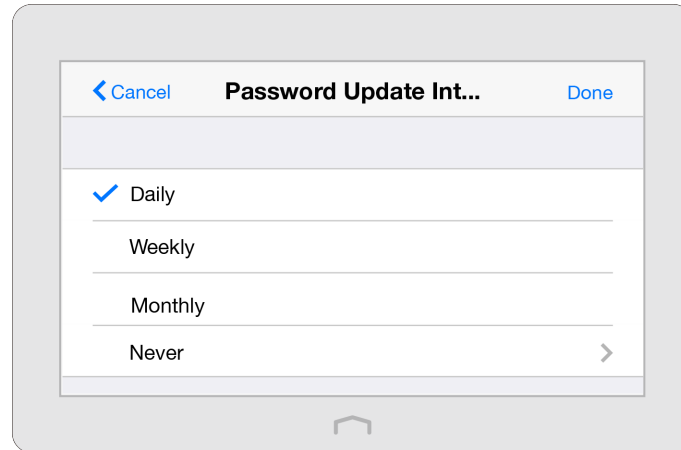 Cancel Password Update Int... Done
Daily
Weekly
Monthly
Never